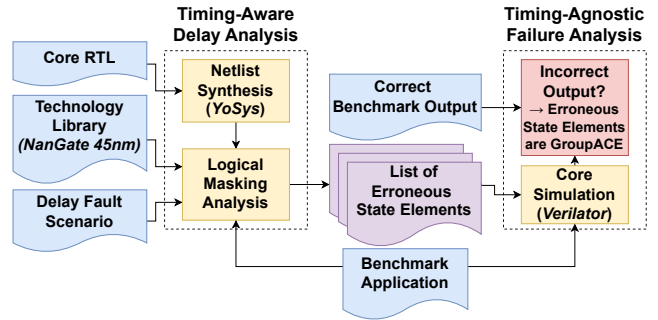 Timing-Aware
Delay Analysis
Timing-Agnostic
Failure Analysis
Core RTL
Technology
Library
(NanGate 45nm)
Delay Fault
Scenario
Netlist
Synthesis
(YoSys)
Logical
Masking
Analysis
Correct
Benchmark Output
List of
Erroneous
State Elements
Benchmark
Application
Incorrect
Output?
→ Erroneous
State Elements
are GroupACE
Core
Simulation
(Verilator)